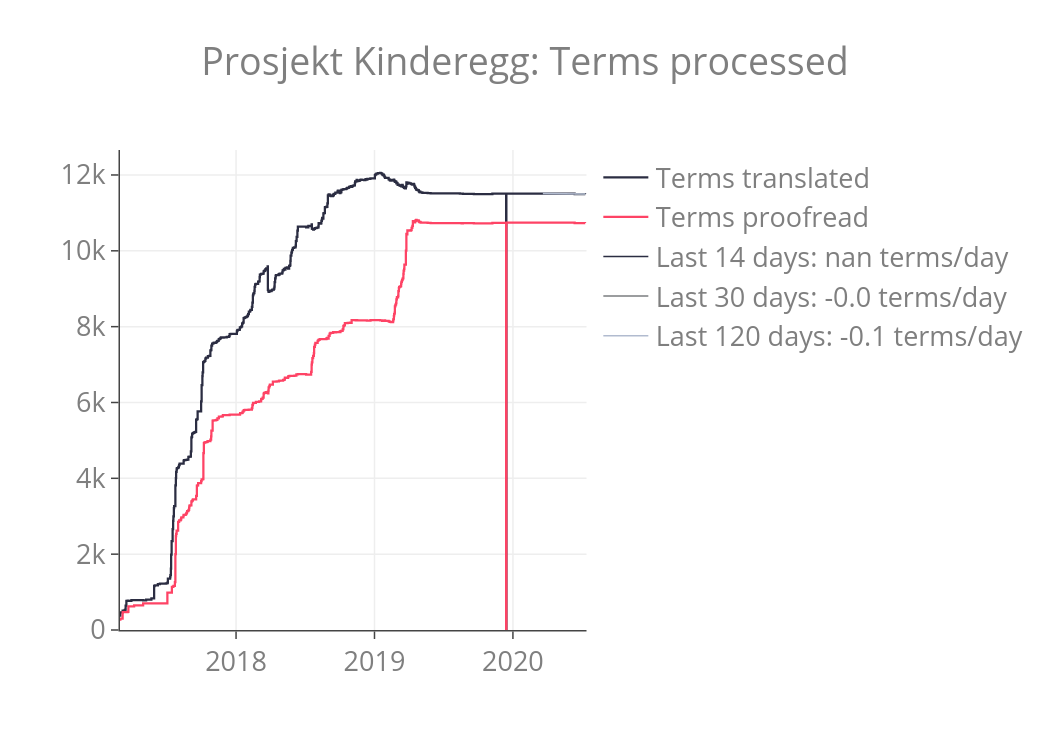 Prosjekt Kinderegg: Terms processed
12k
10k
8k
6k
4k
2k
0
2018 2019 2020
Terms translated
Terms proofread
Last 14 days: nan terms/day
Last 30 days: -0.0 terms/day
Last 120 days: -0.1 terms/day